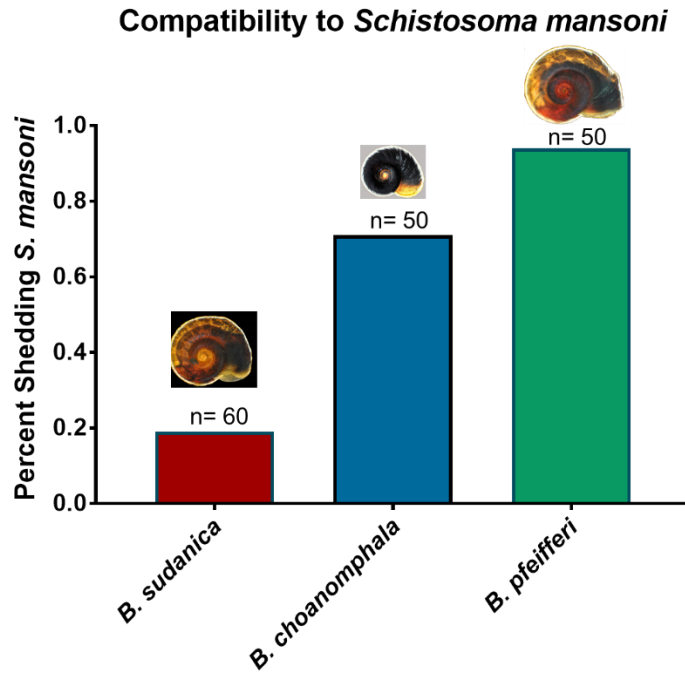 Compatibility to Schistosoma mansoni
Percent Shedding S. mansoni
1.0
0.8
0.6
0.4
0.2
0.0
n= 60
n= 50
n= 50
B. sudanica
B. choanomphala
B. pfeifferi